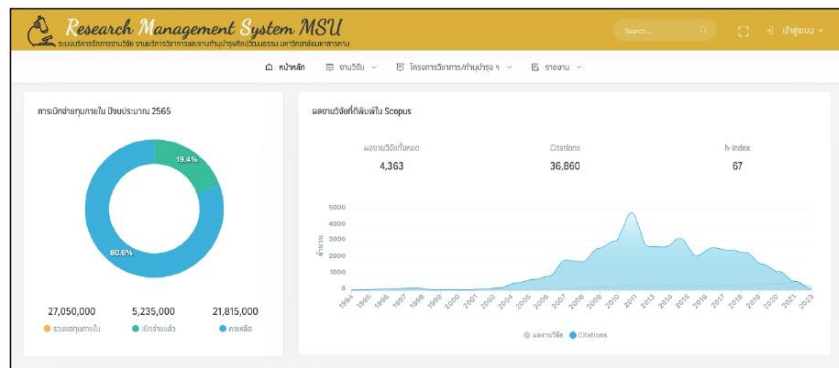 Research Management System MSU
ระบบบริหารจัดการงานวิจัย งานบริการวิชาการและงานทำนุบำรุงศิลปวัฒนธรรม มหาวิทยาลัยมหาสารคาม
Search...
เข้าสู่ระบบ
หน้าหลัก
งานวิจัย
โครงการวิชาการ/ทำนุบำรุง ฯ
รายงาน
การเบิกจ่ายทุนภายใน ปีงบประมาณ 2565
19.4%
80.6%
27,050,000
5,235,000
21,815,000
รวมงบทุนภายใน
เบิกจ่ายแล้ว
คงเหลือ
ผลงานวิจัยที่ตีพิมพ์ใน Scopus
ผลงานวิจัยทั้งหมด
Citations
h-index
4,363
36,860
67
จำนวน
5000
4000
3000
2000
1000
0
1994 1995 1996 1997 1998 1999 2000 2001 2002 2004 2005 2006 2007 2008 2009 2010 2011 2013 2014 2015 2016 2017 2018 2019 2020 2021 2023
ผลงานวิจัย Citations